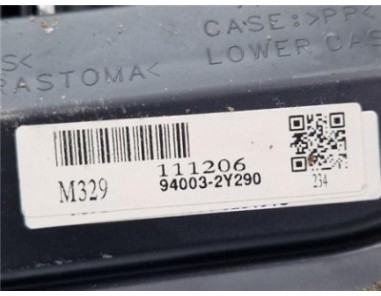 CASE:>PP<
S<
LOWER CAS
RASTOMA<
111206
M329
94003-2Y290
234